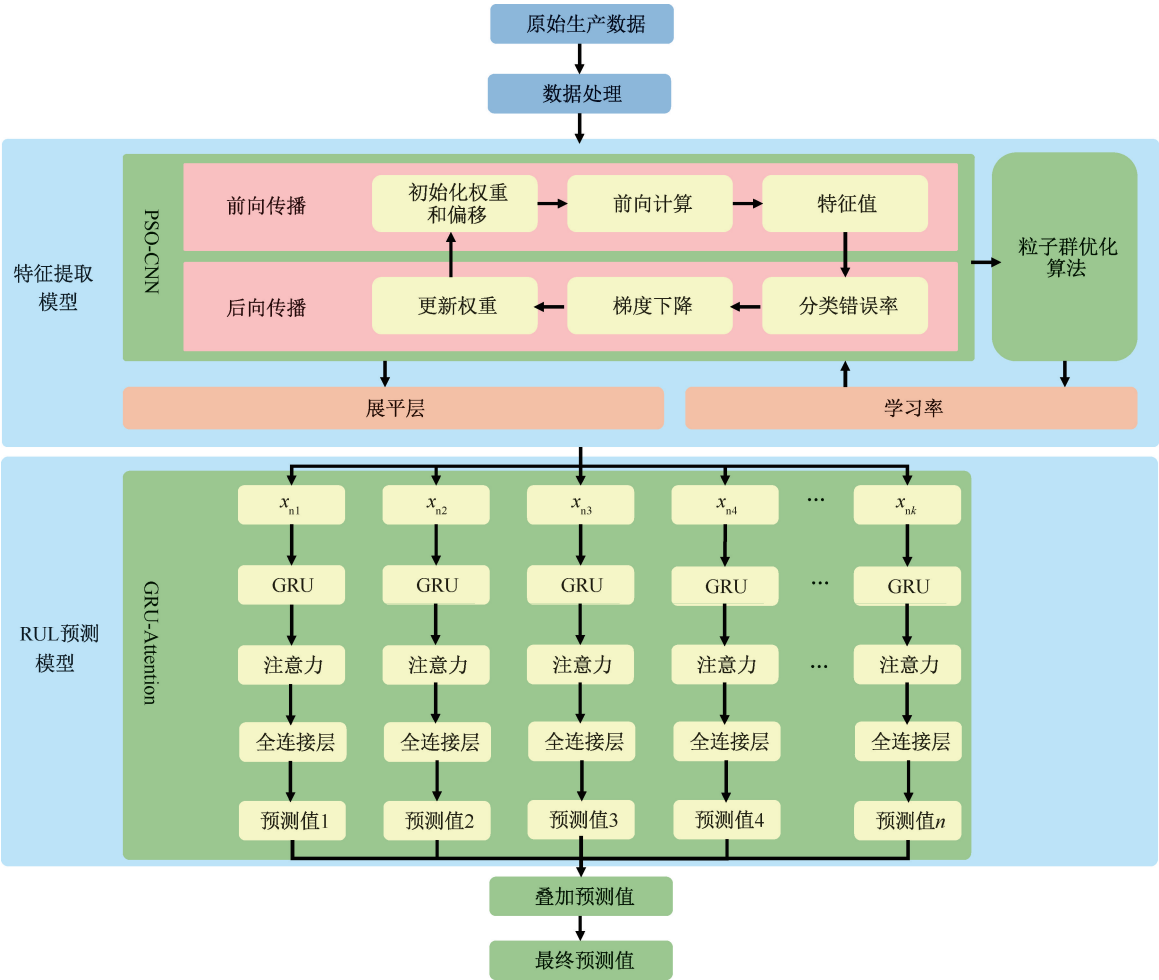 原始生产数据
数据处理
特征提取
模型
PSO-CNN
前向传播
初始化权重
和偏移
前向计算
特征值
后向传播
更新权重
梯度下降
分类错误率
粒子群优化
算法
展平层
学习率
RUL预测
模型
GRU-Attention
xn1
xn2
xn3
xn4
···
xnk
GRU
GRU
GRU
GRU
···
GRU
注意力
注意力
注意力
注意力
···
注意力
全连接层
全连接层
全连接层
全连接层
全连接层
预测值1
预测值2
预测值3
预测值4
预测值n
叠加预测值
最终预测值